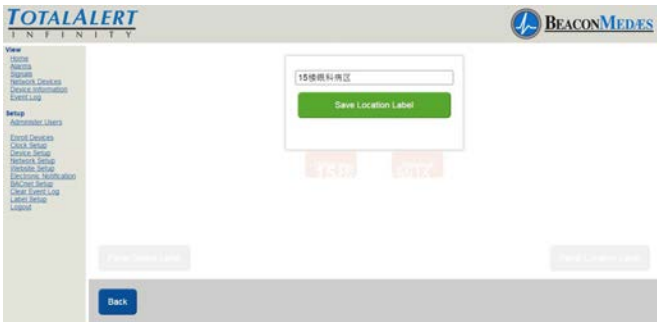 TOTALALERT
INFINITY
BEACONMEDÆS
View
Home
Alarms
Signals
Network Devices
Device Information
Event Log
Setup
Administer Users
Enroll Devices
Clock Setup
Device Setup
Network Setup
Website Setup
Electronic Notification
BACnet Setup
Clear Event Log
Label Setup
Logout
15楼眼科病区
Save Location Label
Back